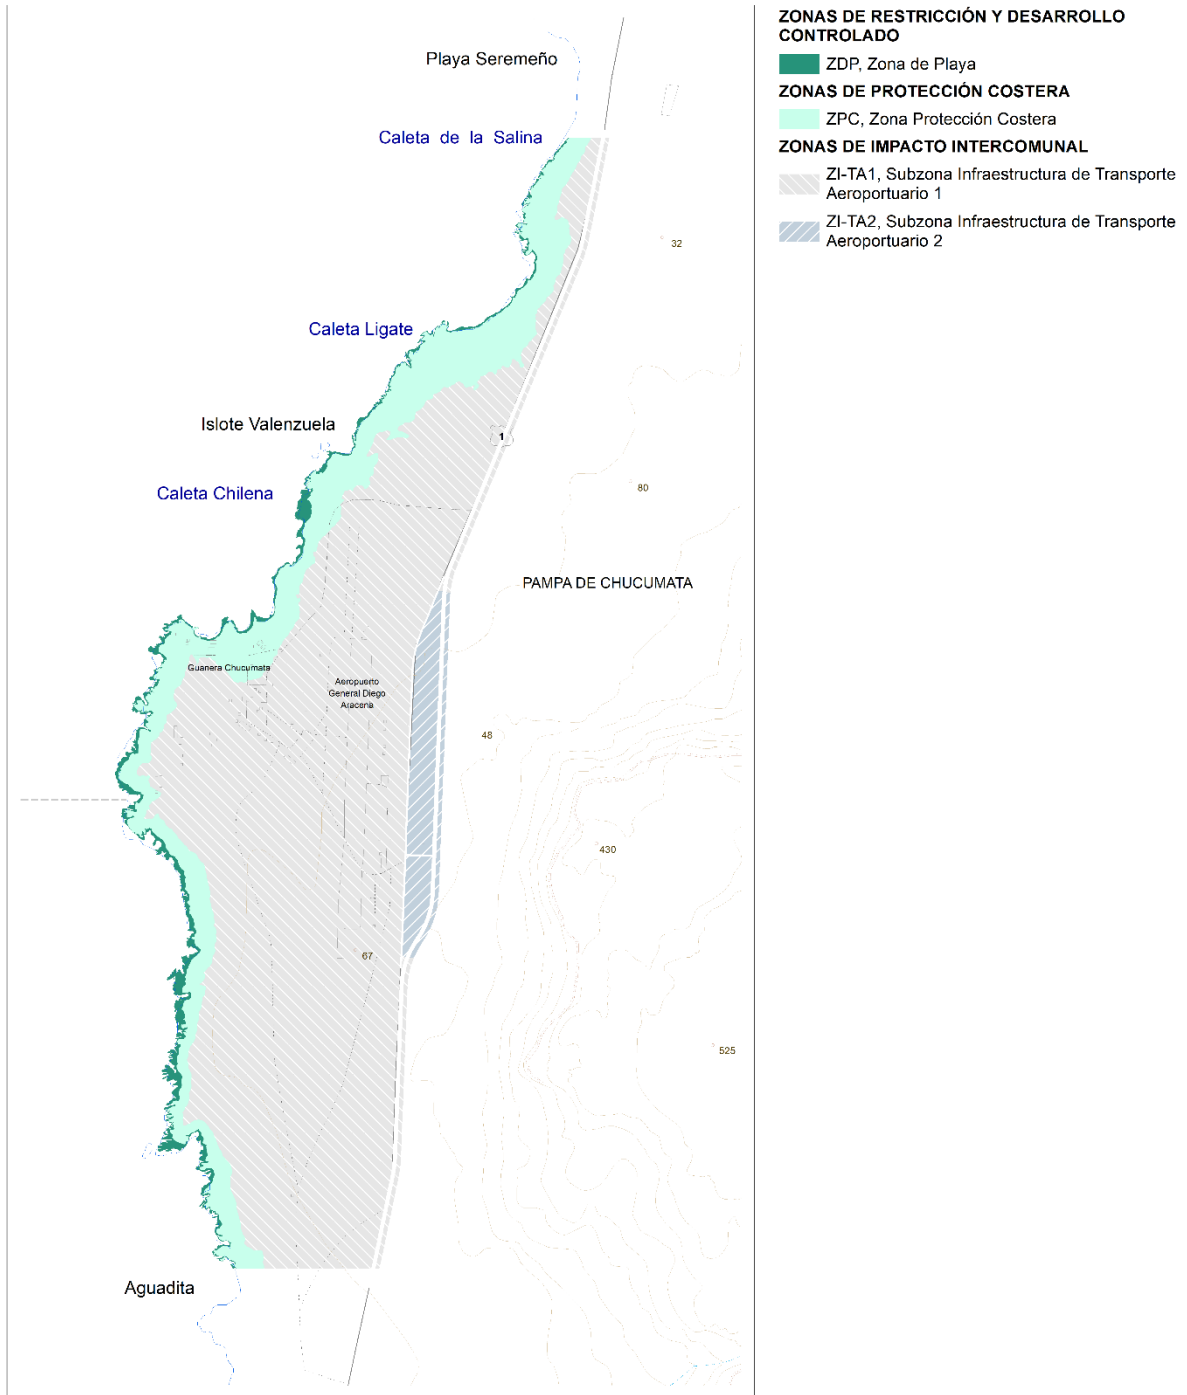 Playa Seremeño
Caleta de la Salina
32
Caleta Ligate
Islote Valenzuela
1
Caleta Chilena
80
PAMPA DE CHUCUMATA
Guanera Chucumata
Aeropuerto
General Diego
Aracena
48
430
67
525
Aguadita
ZONAS DE RESTRICCIÓN Y DESARROLLO
CONTROLADO
ZDP, Zona de Playa
ZONAS DE PROTECCIÓN COSTERA
ZPC, Zona Protección Costera
ZONAS DE IMPACTO INTERCOMUNAL
ZI-TA1, Subzona Infraestructura de Transporte
Aeroportuario 1
ZI-TA2, Subzona Infraestructura de Transporte
Aeroportuario 2